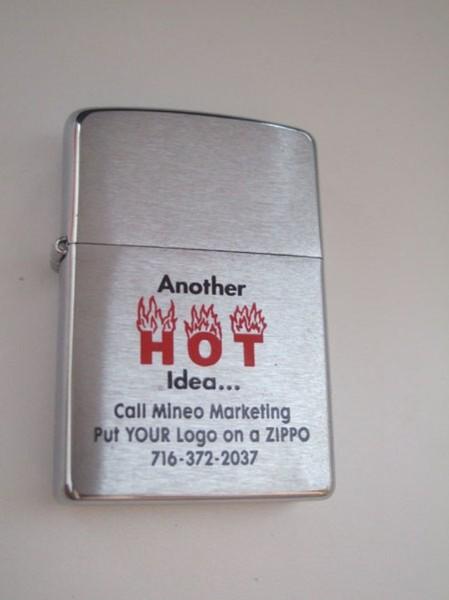 Another
HOT
Idea...
Call Mineo Marketing
Put YOUR Logo on a ZIPPO
716-372-2037